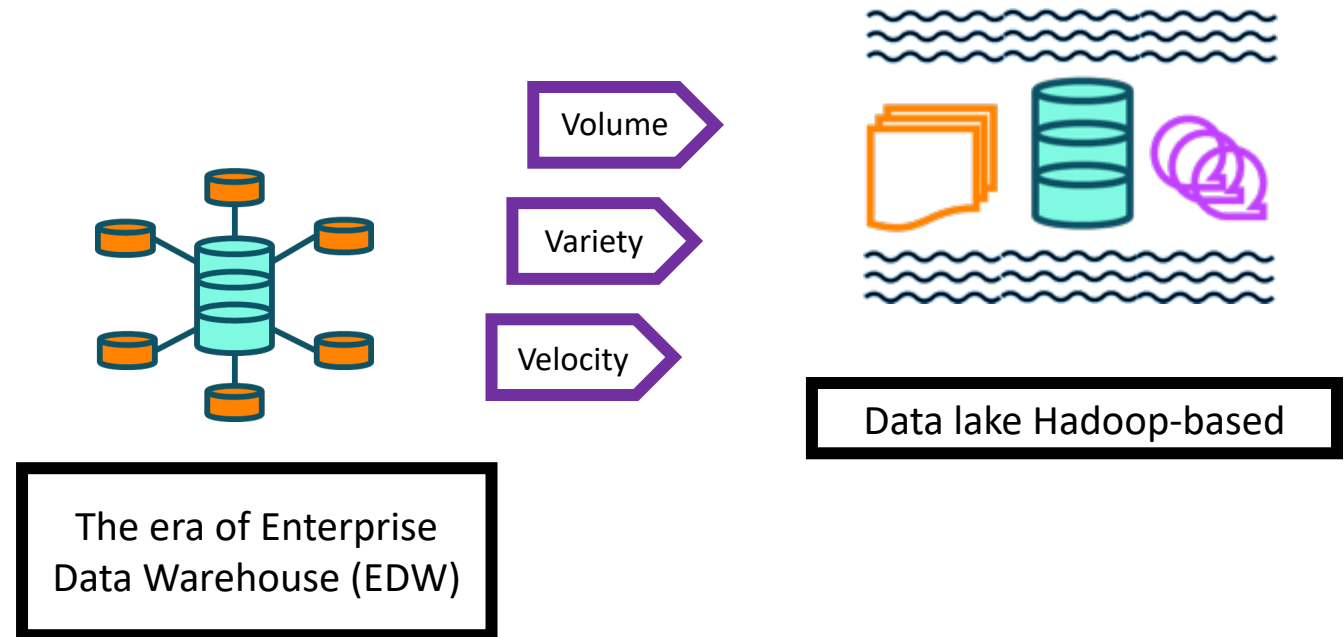 Volume
Variety
Velocity
Data lake Hadoop-based
The era of Enterprise
Data Warehouse (EDW)